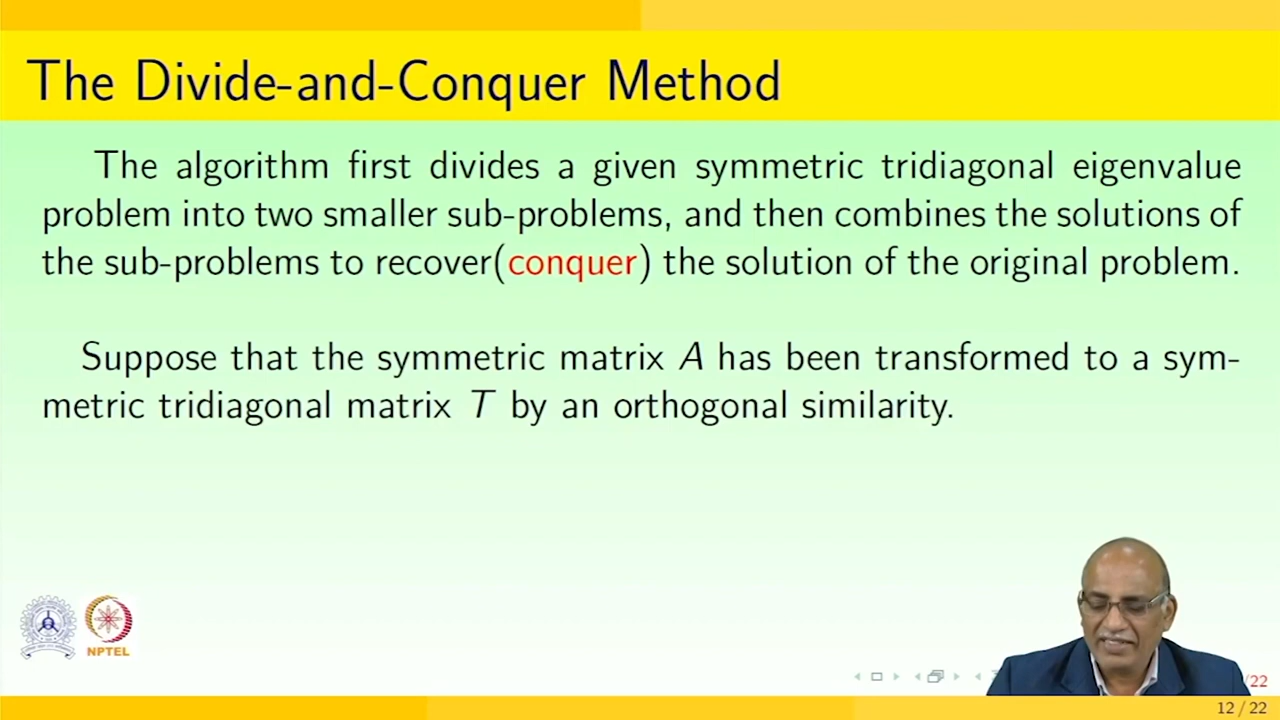 The Divide-and-Conquer Method
The algorithm first divides a given symmetric tridiagonal eigenvalue
problem into two smaller sub-problems, and then combines the solutions of
the sub-problems to recover(conquer) the solution of the original problem.
Suppose that the symmetric matrix A has been transformed to a sym-
metric tridiagonal matrix T by an orthogonal similarity.
NPTEL
/22
12 / 22